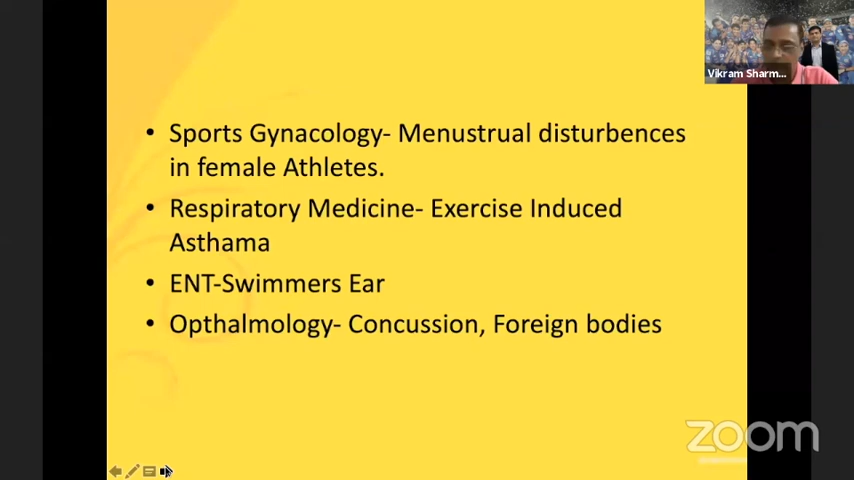 Vikram Sharm...
• Sports Gynacology- Menustrual disturbences
in female Athletes.
• Respiratory Medicine- Exercise Induced
Asthama
• ENT-Swimmers Ear
• Opthalmology- Concussion, Foreign bodies
zoom